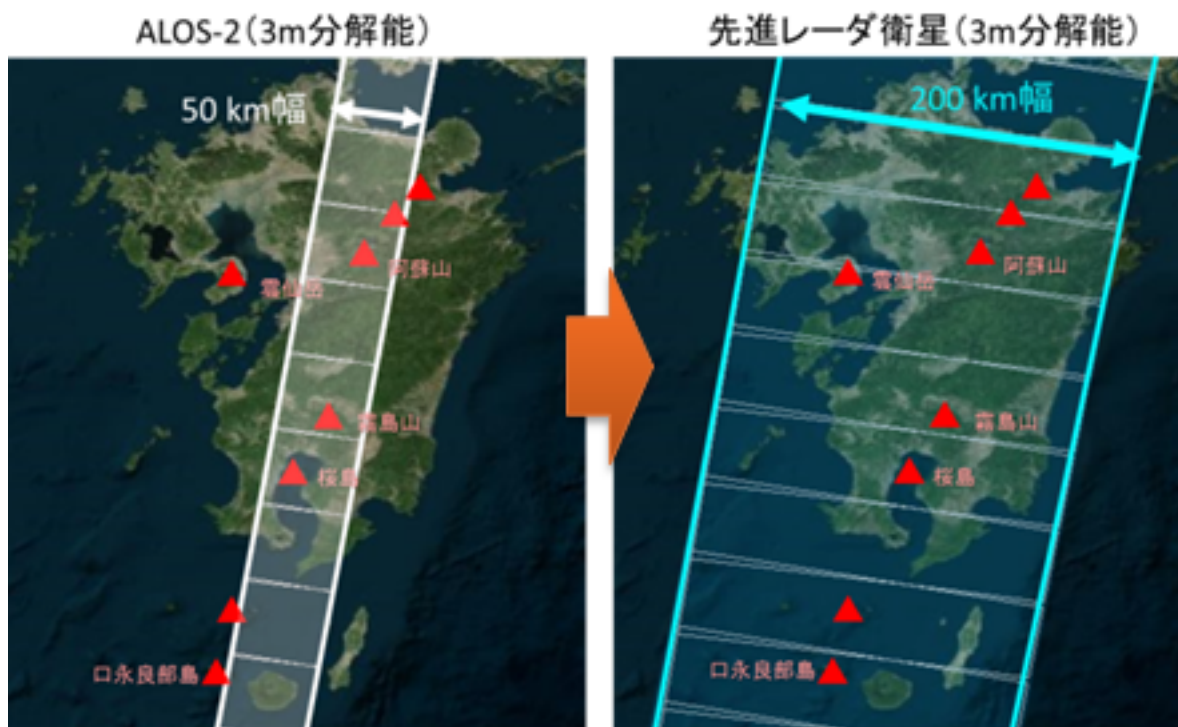 ALOS-2（3m分解能）
50 km幅
阿蘇山
雲仙岳
霧島山
桜島
口永良部島
先進レーダ衛星（3m分解能）
200 km幅
阿蘇山
雲仙岳
霧島山
桜島
口永良部島